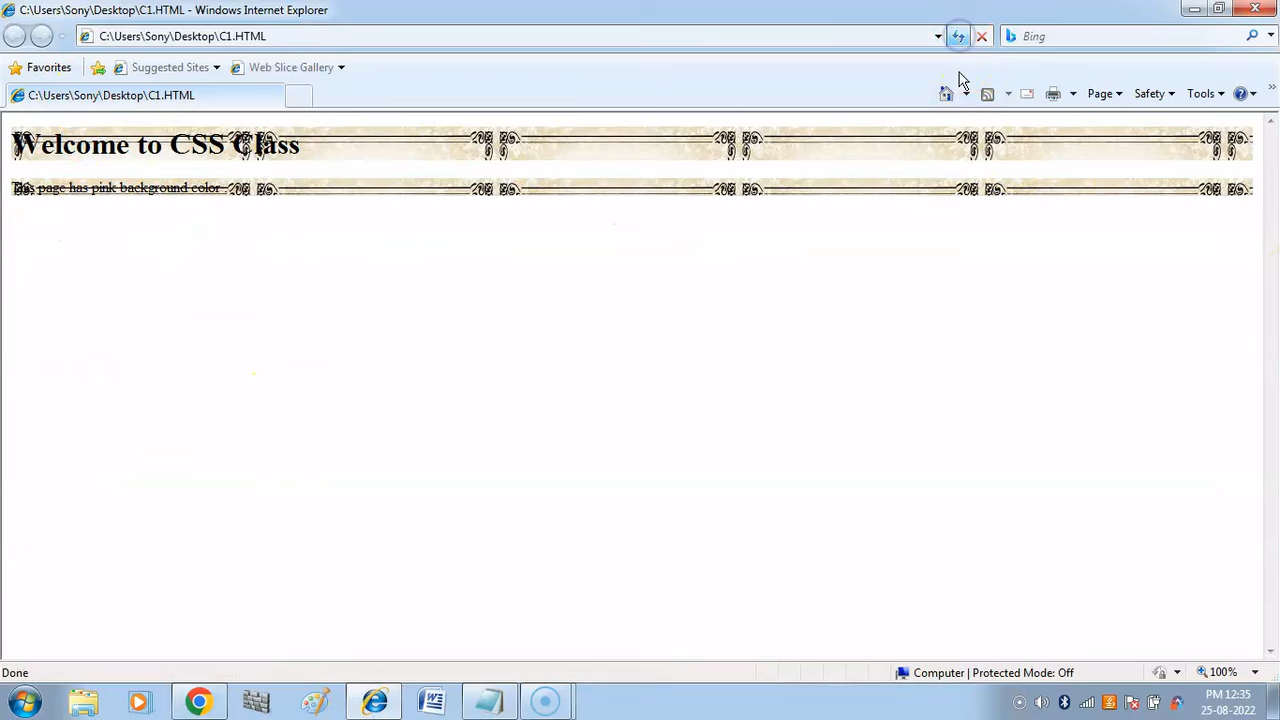 C:\Users\Sony\Desktop\C1.HTML - Windows Internet Explorer
C:\Users\Sony\Desktop\C1.HTML
Bing
Favorites
Suggested Sites
Web Slice Gallery
C:\Users\Sony\Desktop\C1.HTML
Page
Safety
Tools
Welcome to CSS Class
This page has pink background color
Done
Computer | Protected Mode: Off
100%
PM 12:35
25-08-2022